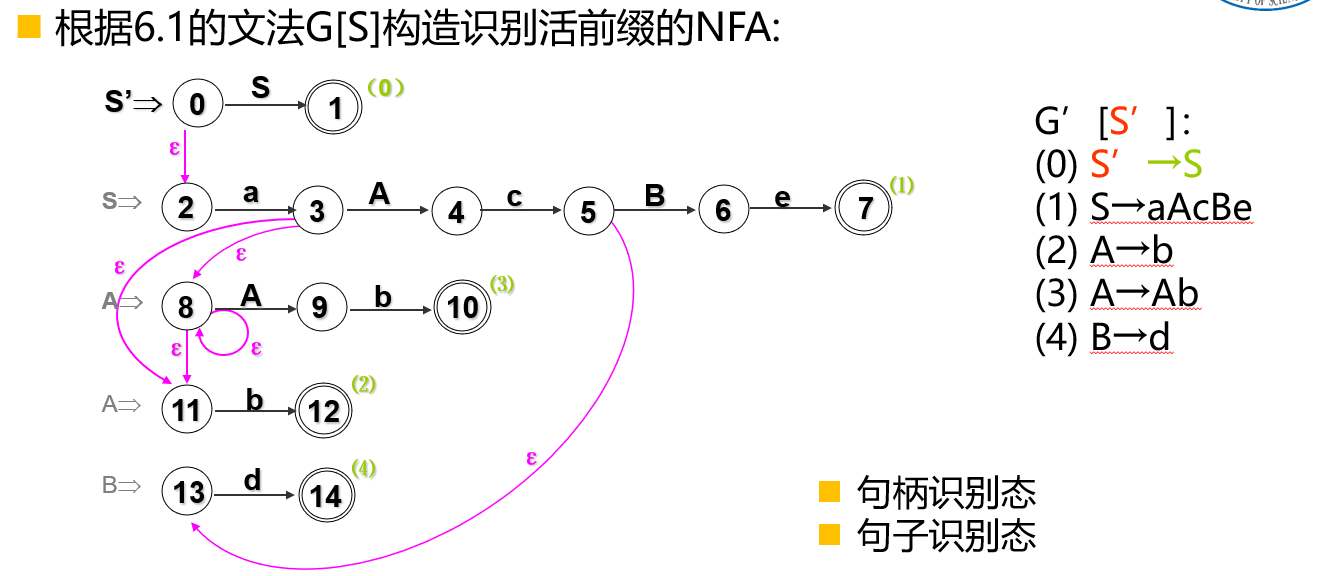 根据6.1的文法G[S]构造识别活前缀的NFA:
S'⇒ 0 S 1 (0)
ε
S⇒ 2 a 3 A 4 c 5 B 6 e 7 (1)
ε ε
A⇒ 8 A 9 b 10 (3)
ε ε
A⇒ 11 b 12 (2)
ε
B⇒ 13 d 14 (4)
G′ [S′ ]:
(0) S′ →S
(1) S→aAcBe
(2) A→b
(3) A→Ab
(4) B→d
句柄识别态
句子识别态